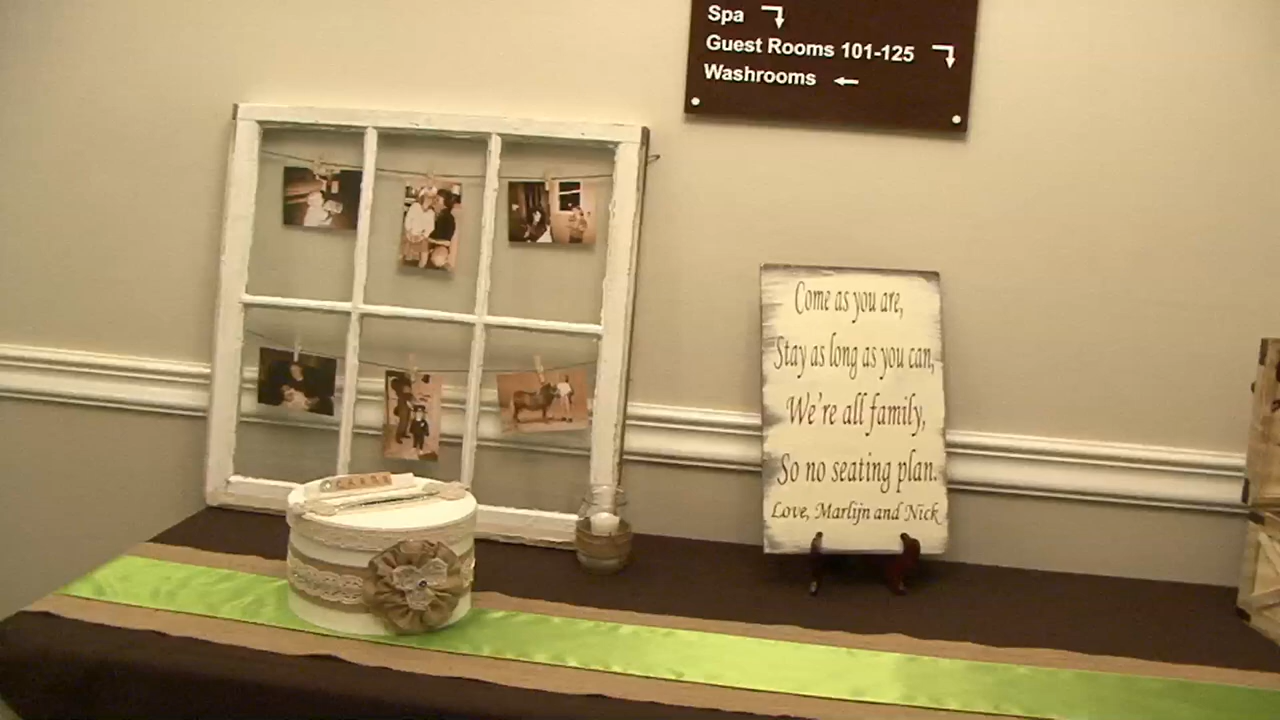 Spa
Guest Rooms 101-125
Washrooms
Come as you are,
Stay as long as you can,
We're all family,
So no seating plan.
Love, Marlijn and Nick
CARDS